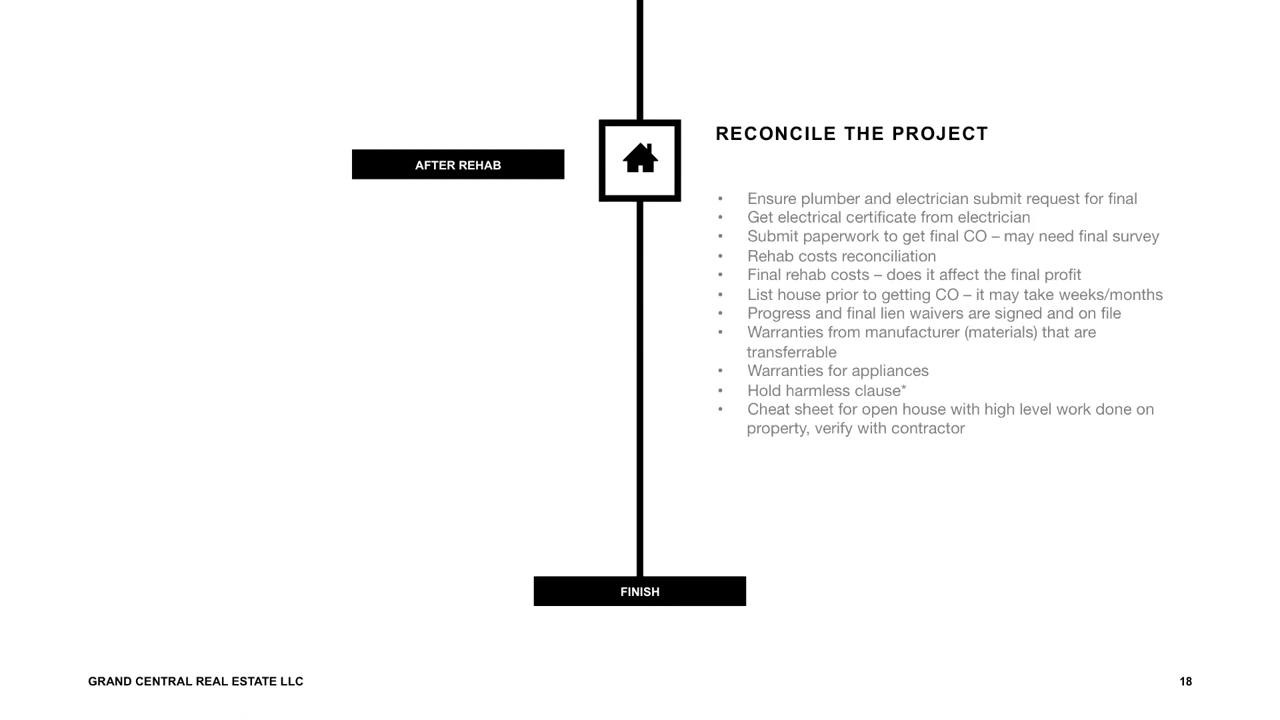 RECONCILE THE PROJECT
AFTER REHAB
• Ensure plumber and electrician submit request for final
• Get electrical certificate from electrician
• Submit paperwork to get final CO – may need final survey
• Rehab costs reconciliation
• Final rehab costs – does it affect the final profit
• List house prior to getting CO – it may take weeks/months
• Progress and final lien waivers are signed and on file
• Warranties from manufacturer (materials) that are
transferrable
• Warranties for appliances
• Hold harmless clause*
• Cheat sheet for open house with high level work done on
property, verify with contractor
FINISH
GRAND CENTRAL REAL ESTATE LLC
18